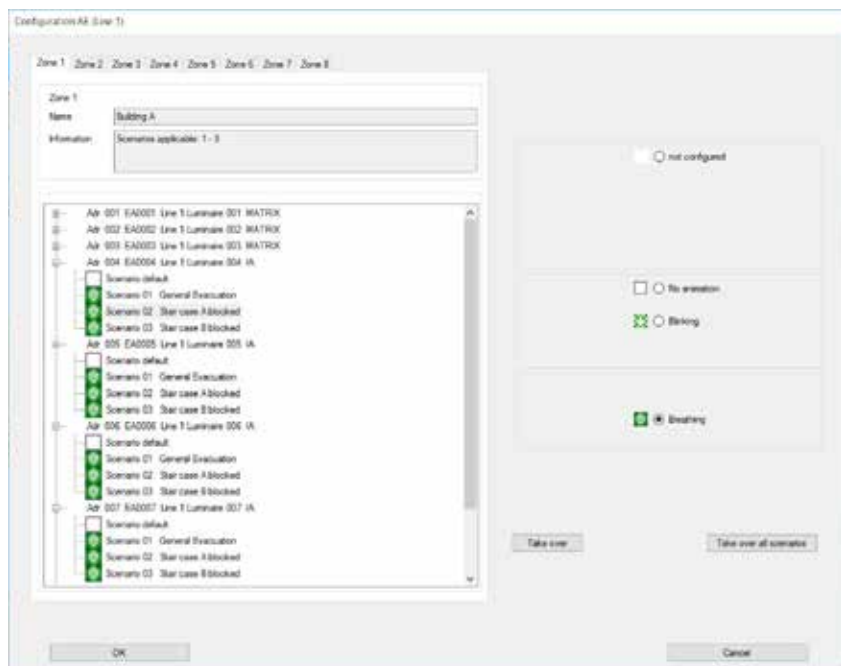 Configuration AE (Line 1)
Zone 1 Zone 2 Zone 3 Zone 4 Zone 5 Zone 6 Zone 7 Zone 8
Zone 1
Name Building A
Information Scenarios applicable: 1 - 3
Adr 001 EA0001 Line 1 Luminaire 001 MATRIX
Adr 002 EA0002 Line 1 Luminaire 002 MATRIX
Adr 003 EA0003 Line 1 Luminaire 003 MATRIX
Adr 004 EA0004 Line 1 Luminaire 004 IA
Scenario default
Scenario 01 General Evacuation
Scenario 02 Stair case A blocked
Scenario 03 Stair case B blocked
Adr 005 EA0005 Line 1 Luminaire 005 IA
Scenario default
Scenario 01 General Evacuation
Scenario 02 Stair case A blocked
Scenario 03 Stair case B blocked
Adr 006 EA0006 Line 1 Luminaire 006 IA
Scenario default
Scenario 01 General Evacuation
Scenario 02 Stair case A blocked
Scenario 03 Stair case B blocked
Adr 007 EA0007 Line 1 Luminaire 007 IA
Scenario default
Scenario 01 General Evacuation
Scenario 02 Stair case A blocked
Scenario 03 Stair case B blocked
not configured
No animation
Blinking
Breathing
Take over Take over all scenarios
OK Cancel